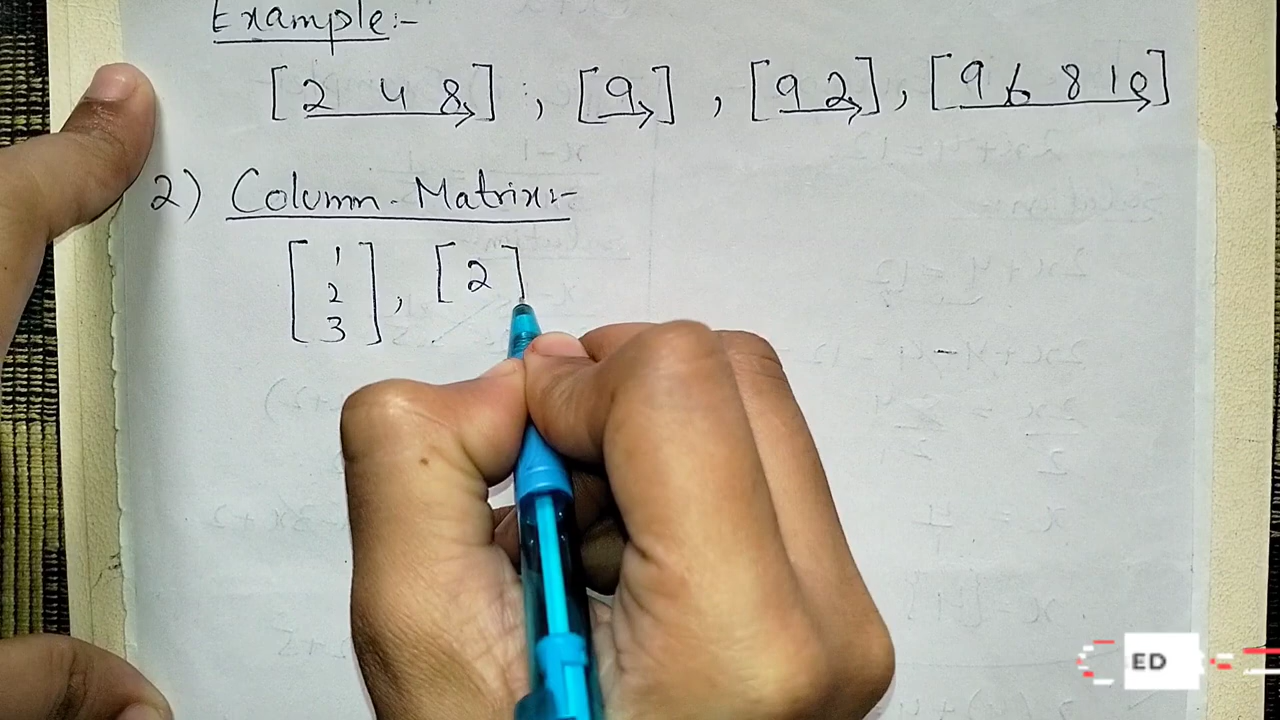 Example:-
[2 4 8] , [9] , [9 2] , [9 6 8 10]
2) Column Matrix:-
[1 2 3] , [2]
ED